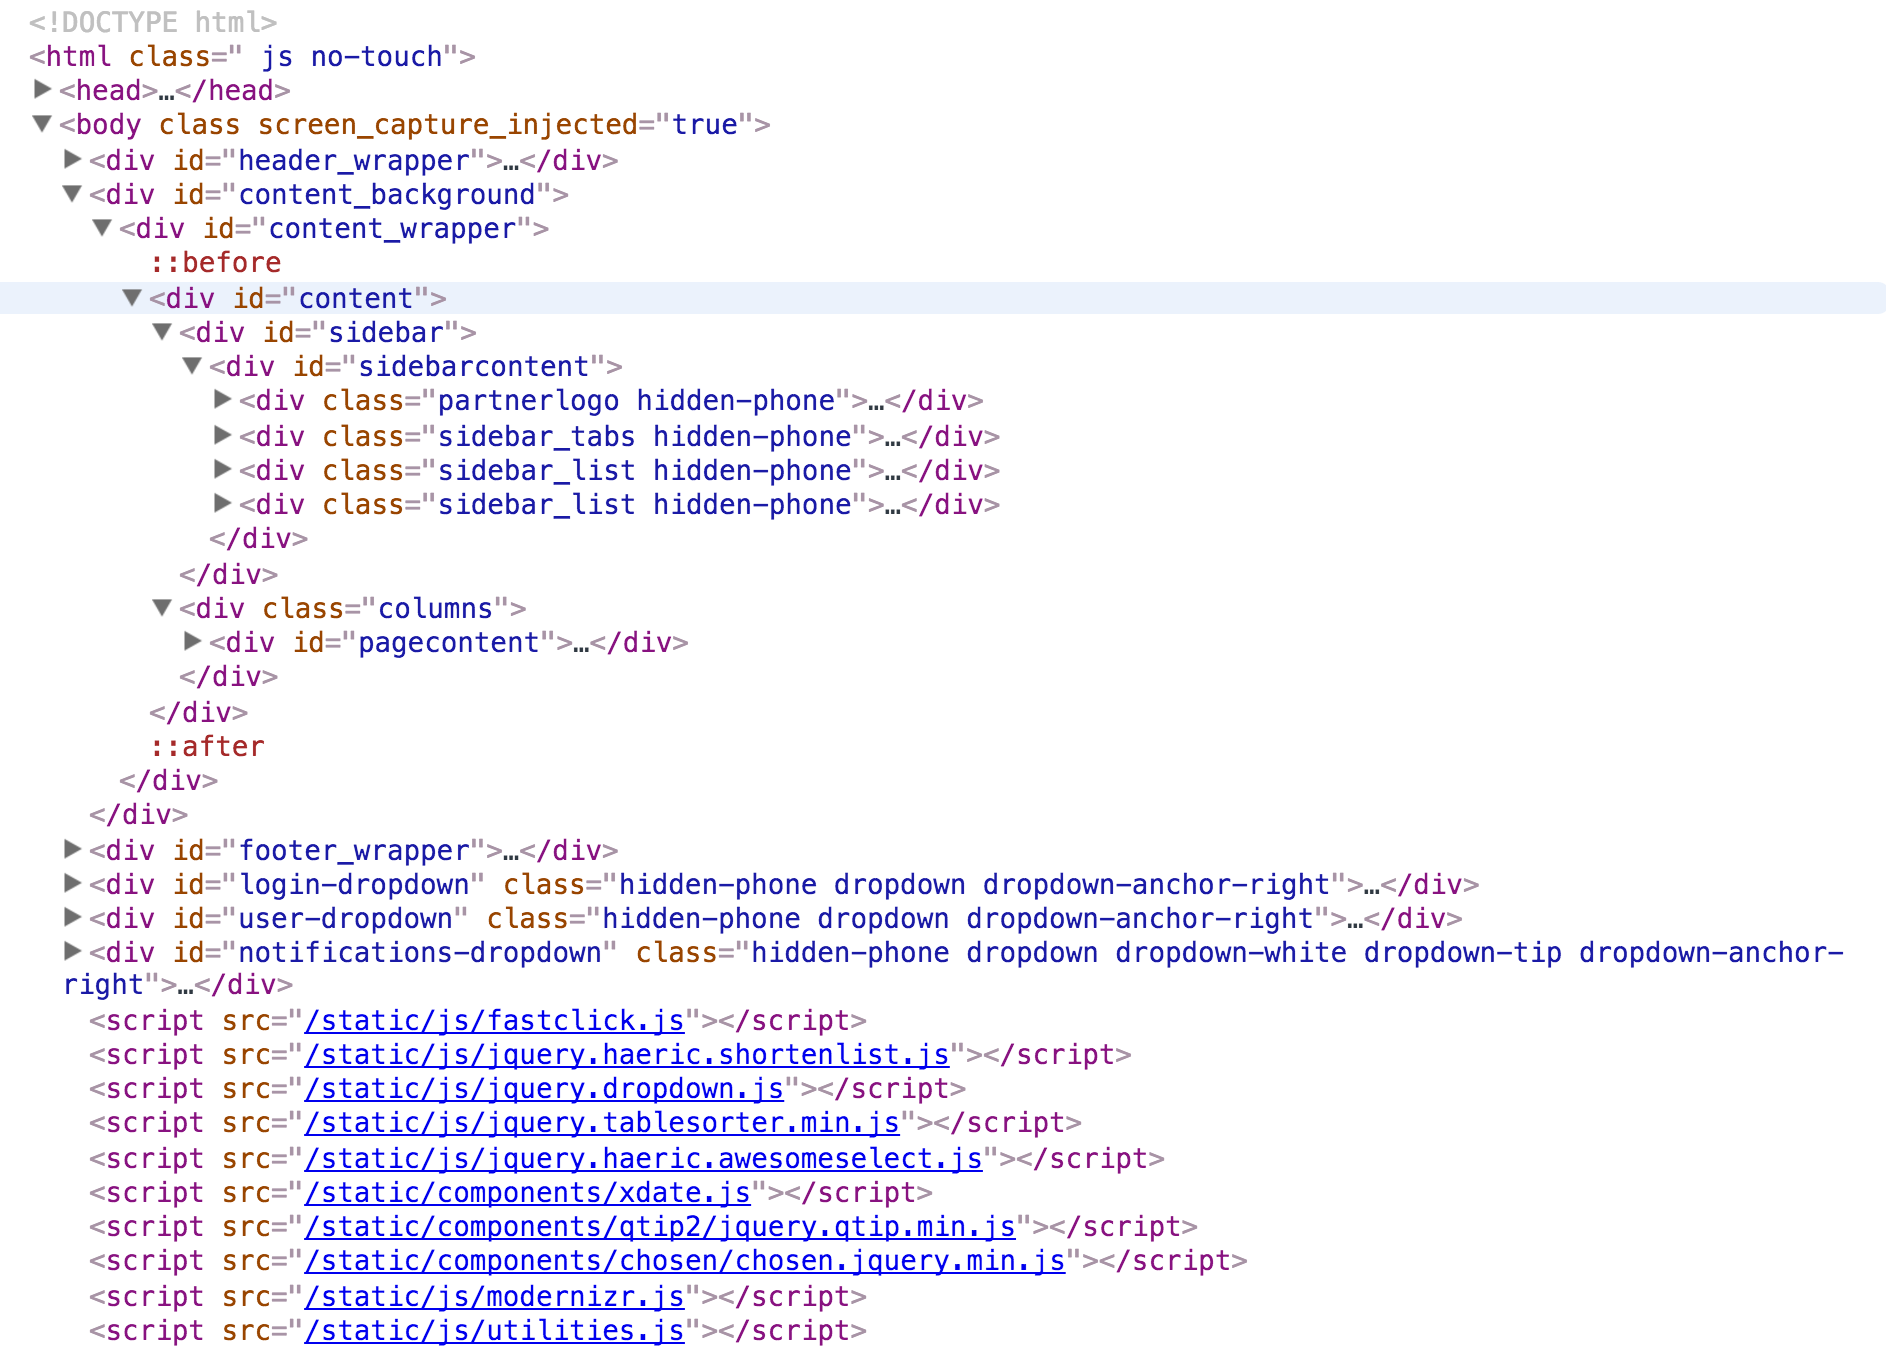 <!DOCTYPE html>
<html class=" js no-touch">
<head>…</head>
<body class screen_capture_injected="true">
<div id="header_wrapper">…</div>
<div id="content_background">
<div id="content_wrapper">
::before
<div id="content">
<div id="sidebar">
<div id="sidebarcontent">
<div class="partnerlogo hidden-phone">…</div>
<div class="sidebar_tabs hidden-phone">…</div>
<div class="sidebar_list hidden-phone">…</div>
<div class="sidebar_list hidden-phone">…</div>
</div>
</div>
<div class="columns">
<div id="pagecontent">…</div>
</div>
</div>
::after
</div>
</div>
<div id="footer_wrapper">…</div>
<div id="login-dropdown" class="hidden-phone dropdown dropdown-anchor-right">…</div>
<div id="user-dropdown" class="hidden-phone dropdown dropdown-anchor-right">…</div>
<div id="notifications-dropdown" class="hidden-phone dropdown dropdown-white dropdown-tip dropdown-anchor-
right">…</div>
<script src="/static/js/fastclick.js"></script>
<script src="/static/js/jquery.haeric.shortenlist.js"></script>
<script src="/static/js/jquery.dropdown.js"></script>
<script src="/static/js/jquery.tablesorter.min.js"></script>
<script src="/static/js/jquery.haeric.awesomeselect.js"></script>
<script src="/static/components/xdate.js"></script>
<script src="/static/components/qtip2/jquery.qtip.min.js"></script>
<script src="/static/components/chosen/chosen.jquery.min.js"></script>
<script src="/static/js/modernizr.js"></script>
<script src="/static/js/utilities.js"></script>